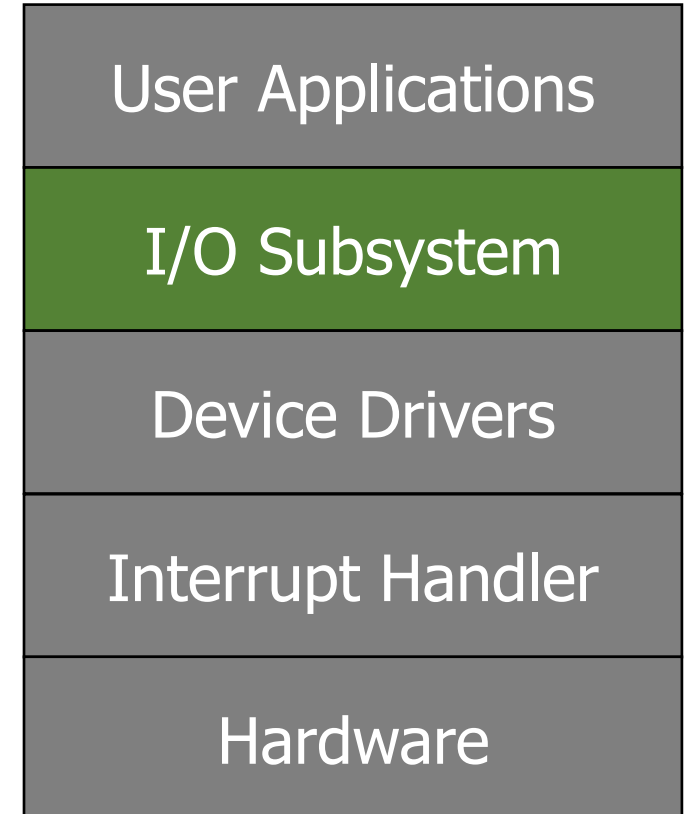 User Applications
I/O Subsystem
Device Drivers
Interrupt Handler
Hardware